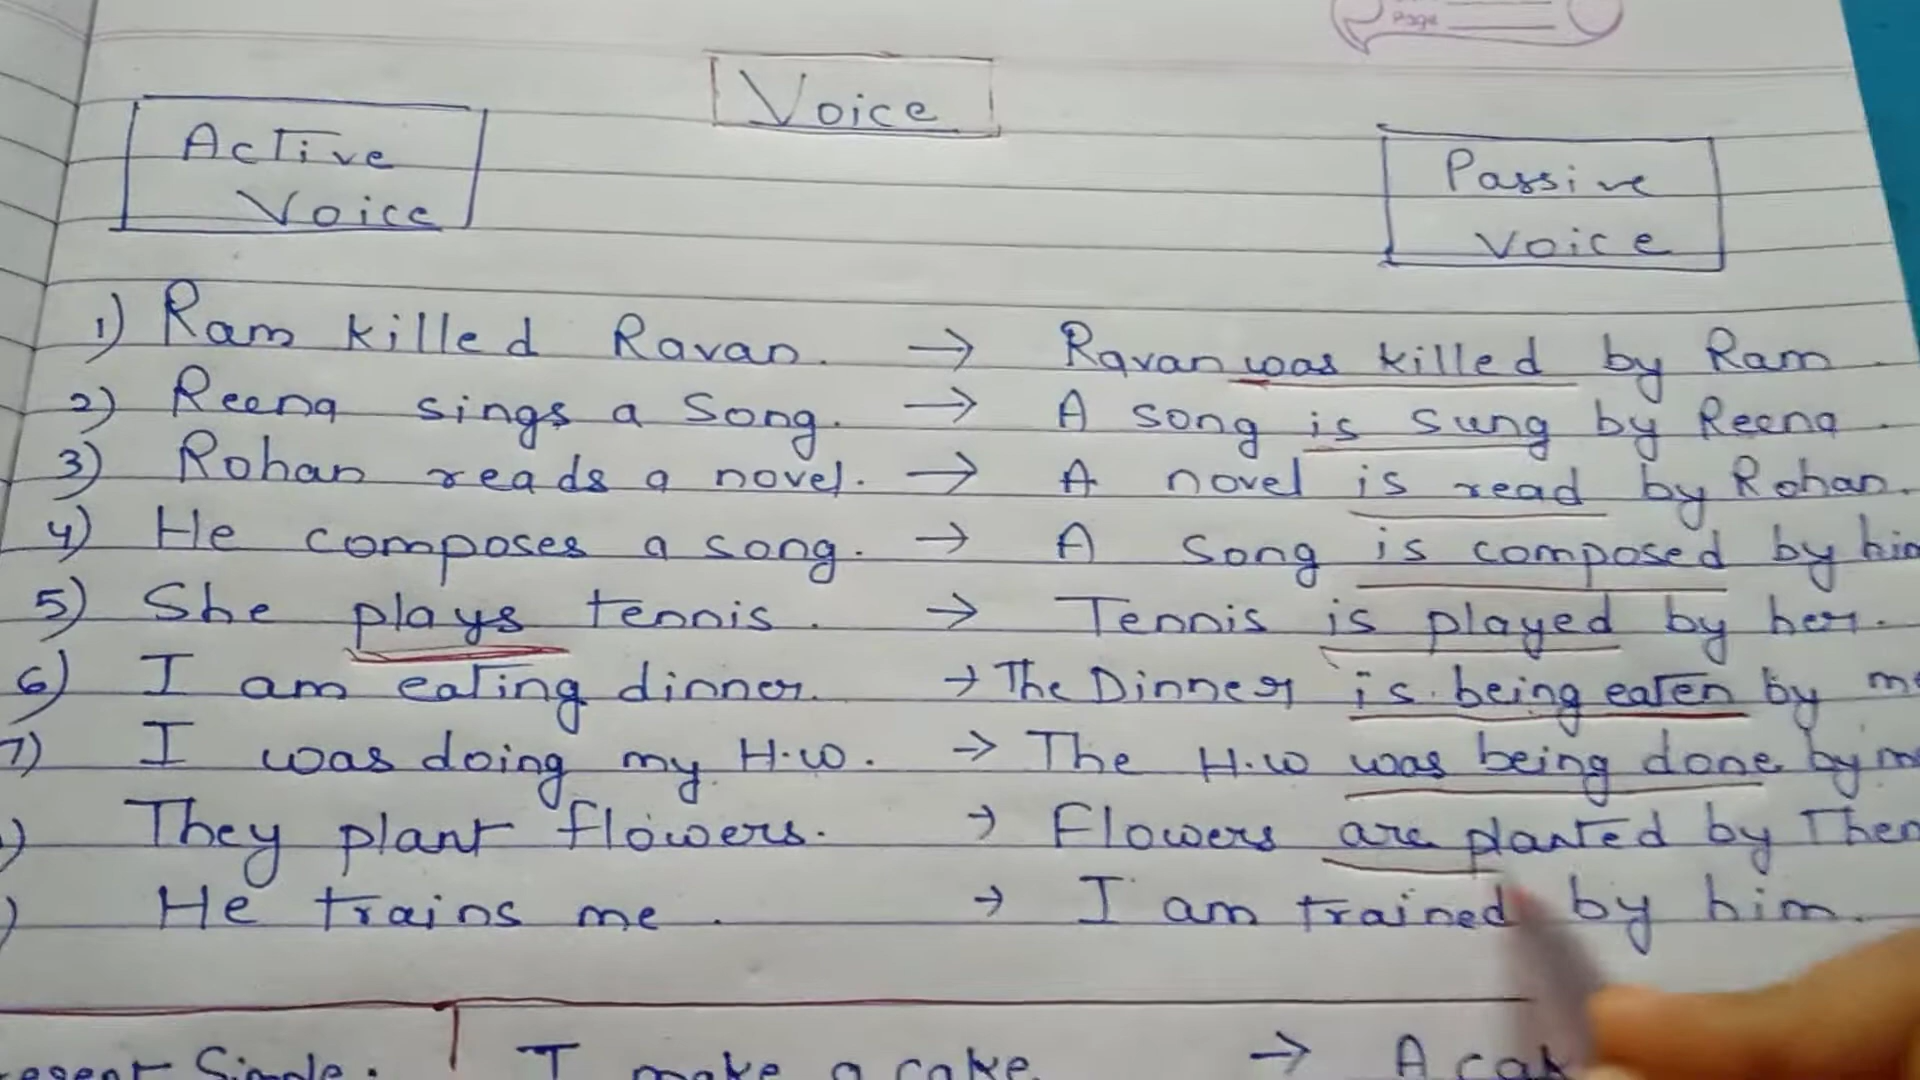 Page
Voice
Active Voice
Passive Voice
1) Ram killed Ravan. → Ravan was killed by Ram.
2) Reena sings a Song. → A song is sung by Reena.
3) Rohan reads a novel. → A novel is read by Rohan.
4) He composes a song. → A Song is composed by
5) She plays tennis. → Tennis is played by her.
6) I am eating dinner. → The Dinner is being eaten by
7) I was doing my H.W. → The H.W was being done by
) They plant flowers. → Flowers are planted by
) He trains me. → I am trained by him.
Simple. I make a cake. → A